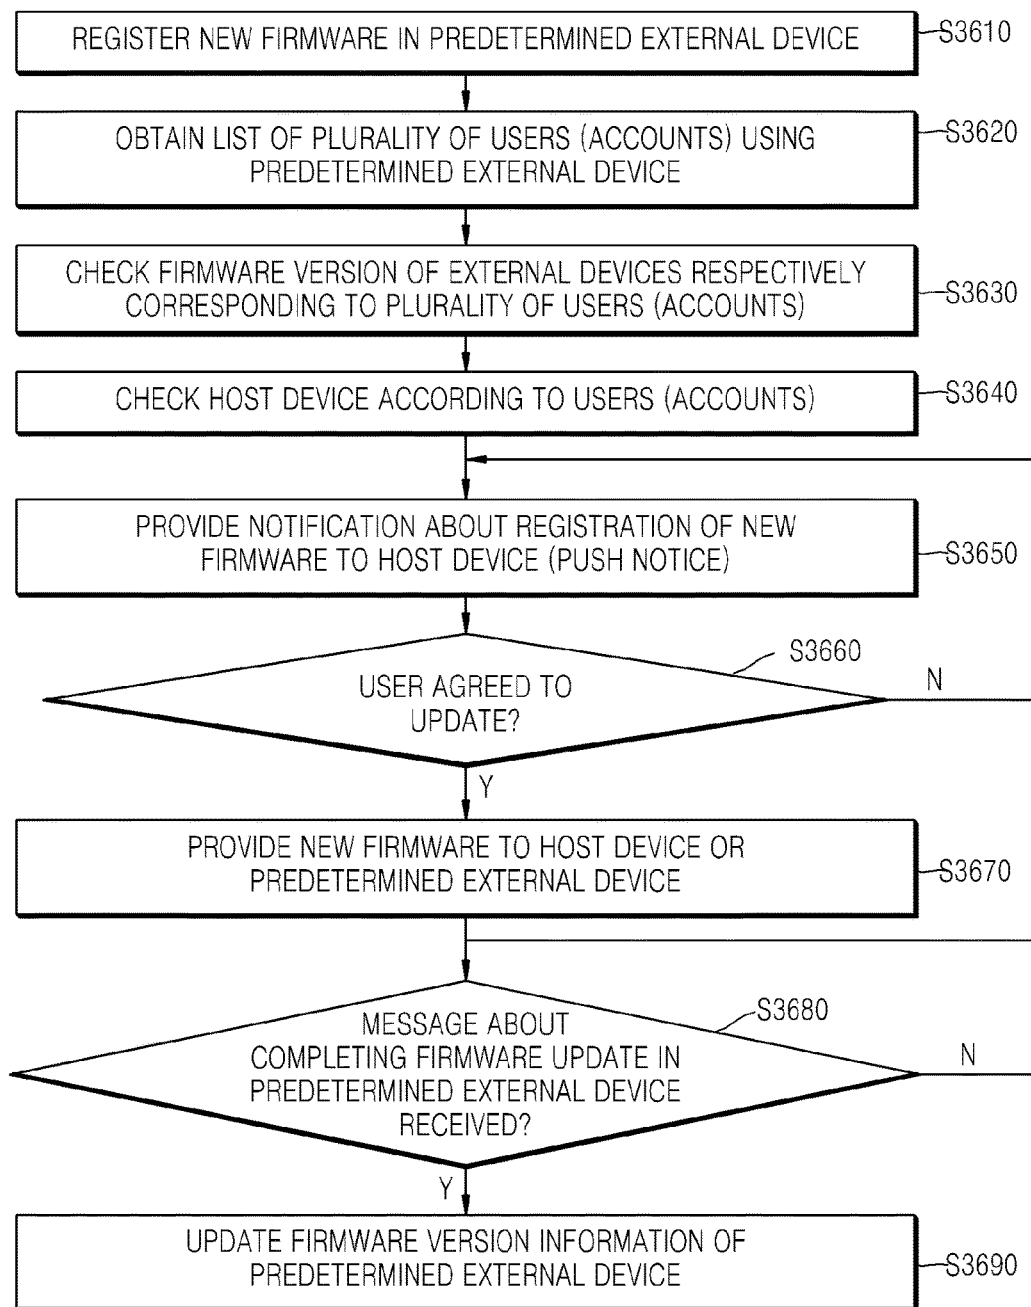 REGISTER NEW FIRMWARE IN PREDETERMINED EXTERNAL DEVICE
S3610
OBTAIN LIST OF PLURALITY OF USERS (ACCOUNTS) USING
PREDETERMINED EXTERNAL DEVICE
S3620
CHECK FIRMWARE VERSION OF EXTERNAL DEVICES RESPECTIVELY
CORRESPONDING TO PLURALITY OF USERS (ACCOUNTS)
S3630
CHECK HOST DEVICE ACCORDING TO USERS (ACCOUNTS)
S3640
PROVIDE NOTIFICATION ABOUT REGISTRATION OF NEW
FIRMWARE TO HOST DEVICE (PUSH NOTICE)
S3650
S3660
USER AGREED TO
UPDATE?
N
Y
PROVIDE NEW FIRMWARE TO HOST DEVICE OR
PREDETERMINED EXTERNAL DEVICE
S3670
S3680
MESSAGE ABOUT
COMPLETING FIRMWARE UPDATE IN
PREDETERMINED EXTERNAL DEVICE
RECEIVED?
N
Y
UPDATE FIRMWARE VERSION INFORMATION OF
PREDETERMINED EXTERNAL DEVICE
S3690